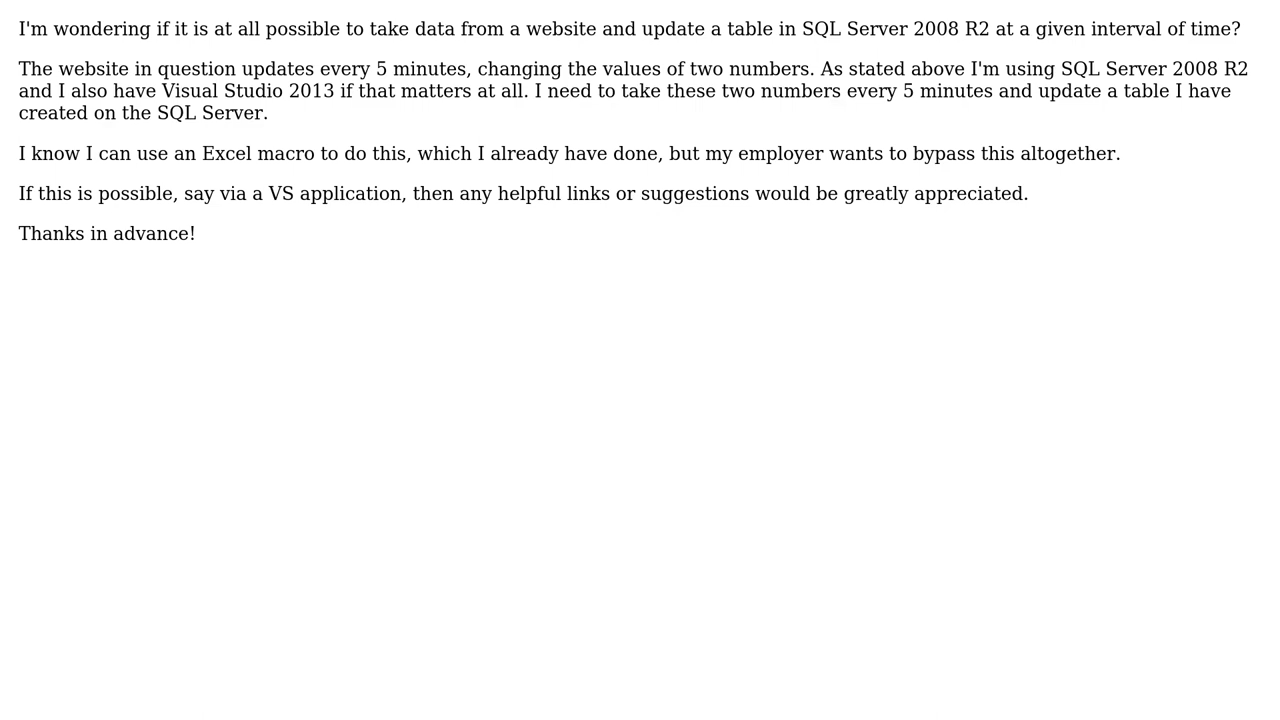 I'm wondering if it is at all possible to take data from a website and update a table in SQL Server 2008 R2 at a given interval of time?
The website in question updates every 5 minutes, changing the values of two numbers. As stated above I'm using SQL Server 2008 R2
and I also have Visual Studio 2013 if that matters at all. I need to take these two numbers every 5 minutes and update a table I have
created on the SQL Server.
I know I can use an Excel macro to do this, which I already have done, but my employer wants to bypass this altogether.
If this is possible, say via a VS application, then any helpful links or suggestions would be greatly appreciated.
Thanks in advance!